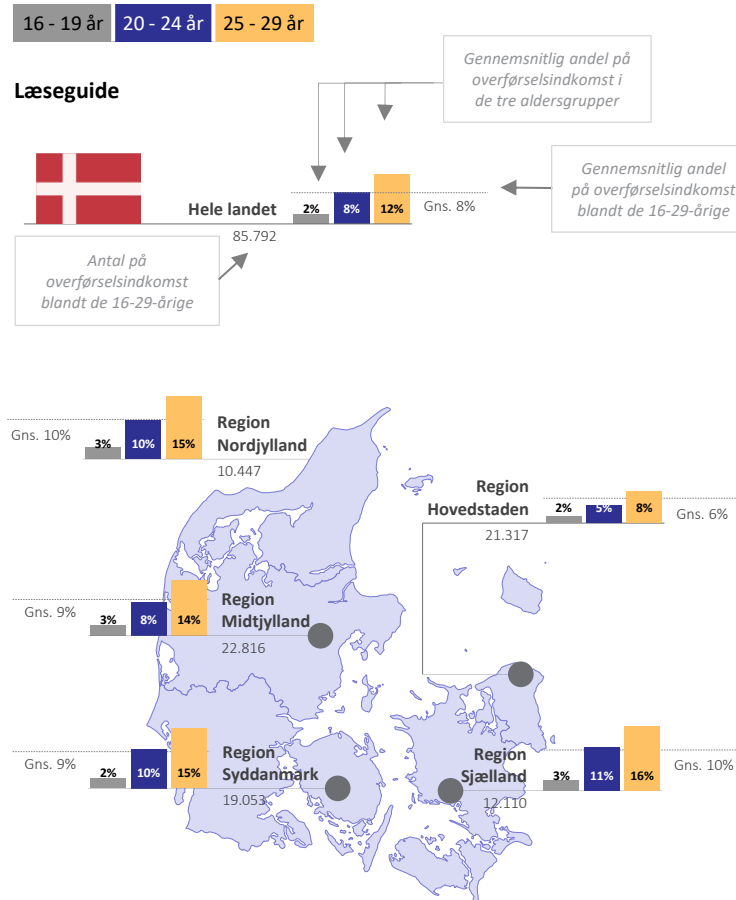 16 - 19 år 20 - 24 år 25 - 29 år
Læseguide
Gennemsnitlig andel på
overførselsindkomst i
de tre aldersgrupper
Gennemsnitlig andel
på overførselsindkomst
blandt de 16-29-årige
Hele landet
85.792
2% 8% 12%
Gns. 8%
Antal på
overførselsindkomst
blandt de 16-29-årige
Gns. 10%
3% 10% 15%
Region
Nordjylland
10.447
Region
Hovedstaden
21.317
2% 5% 8%
Gns. 6%
Gns. 9%
3% 8% 14%
Region
Midtjylland
22.816
Gns. 9%
2% 10% 15%
Region
Syddanmark
19.053
Region
Sjælland
12.110
3% 11% 16%
Gns. 10%